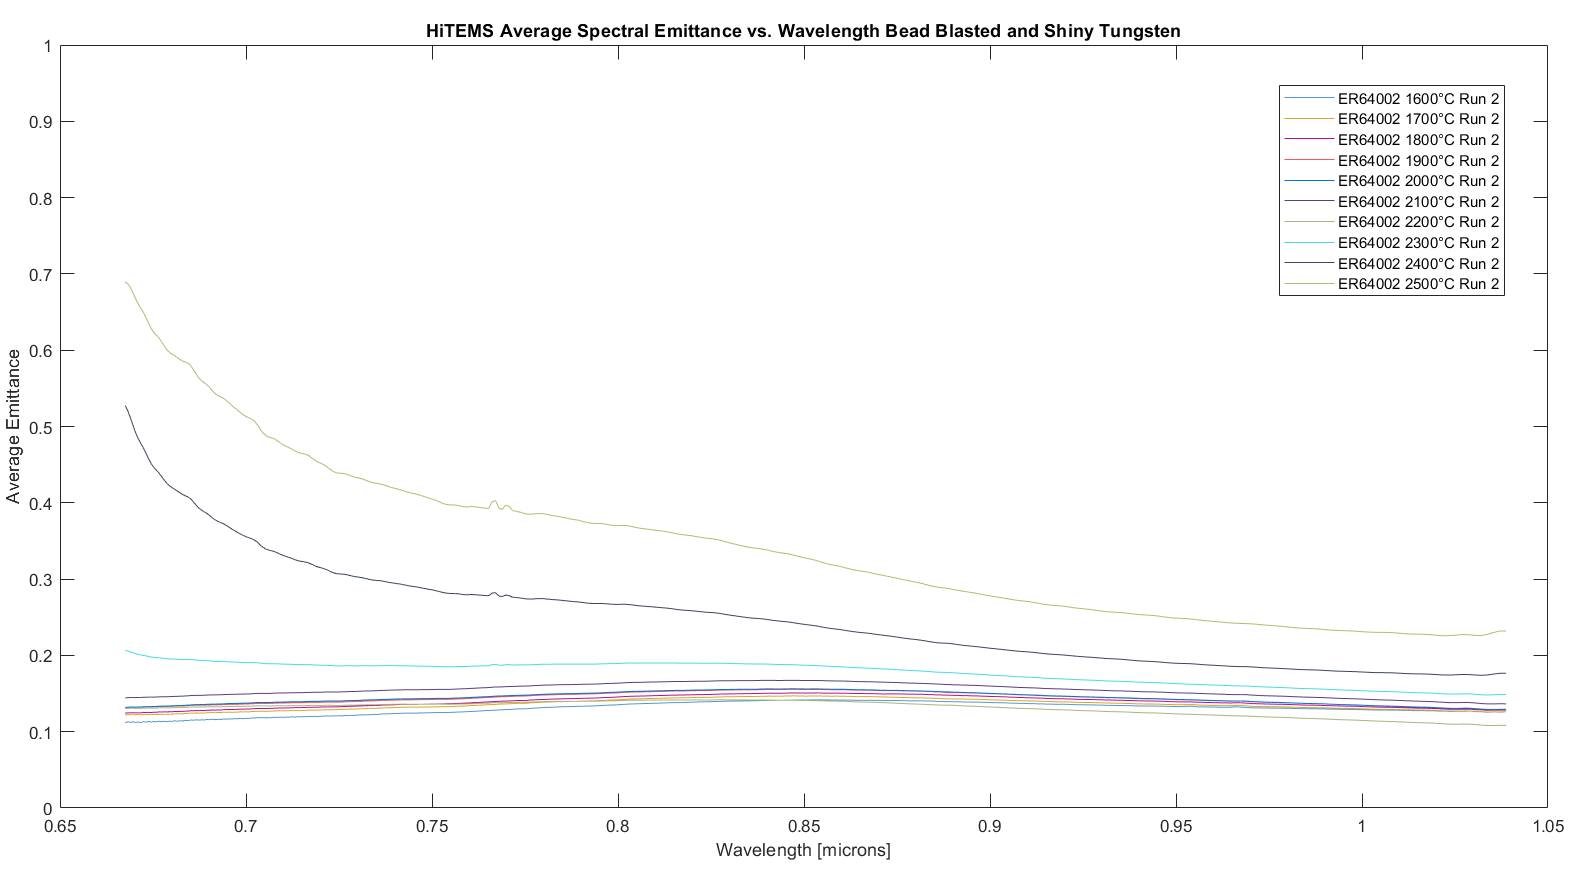 HiTEMS Average Spectral Emittance vs. Wavelength Bead Blasted and Shiny Tungsten
1
0.9
0.8
0.7
0.6
0.5
0.4
0.3
0.2
0.1
0
Average Emittance
ER64002 1600°C Run 2
ER64002 1700°C Run 2
ER64002 1800°C Run 2
ER64002 1900°C Run 2
ER64002 2000°C Run 2
ER64002 2100°C Run 2
ER64002 2200°C Run 2
ER64002 2300°C Run 2
ER64002 2400°C Run 2
ER64002 2500°C Run 2
0.65 0.7 0.75 0.8 0.85 0.9 0.95 1 1.05
Wavelength [microns]